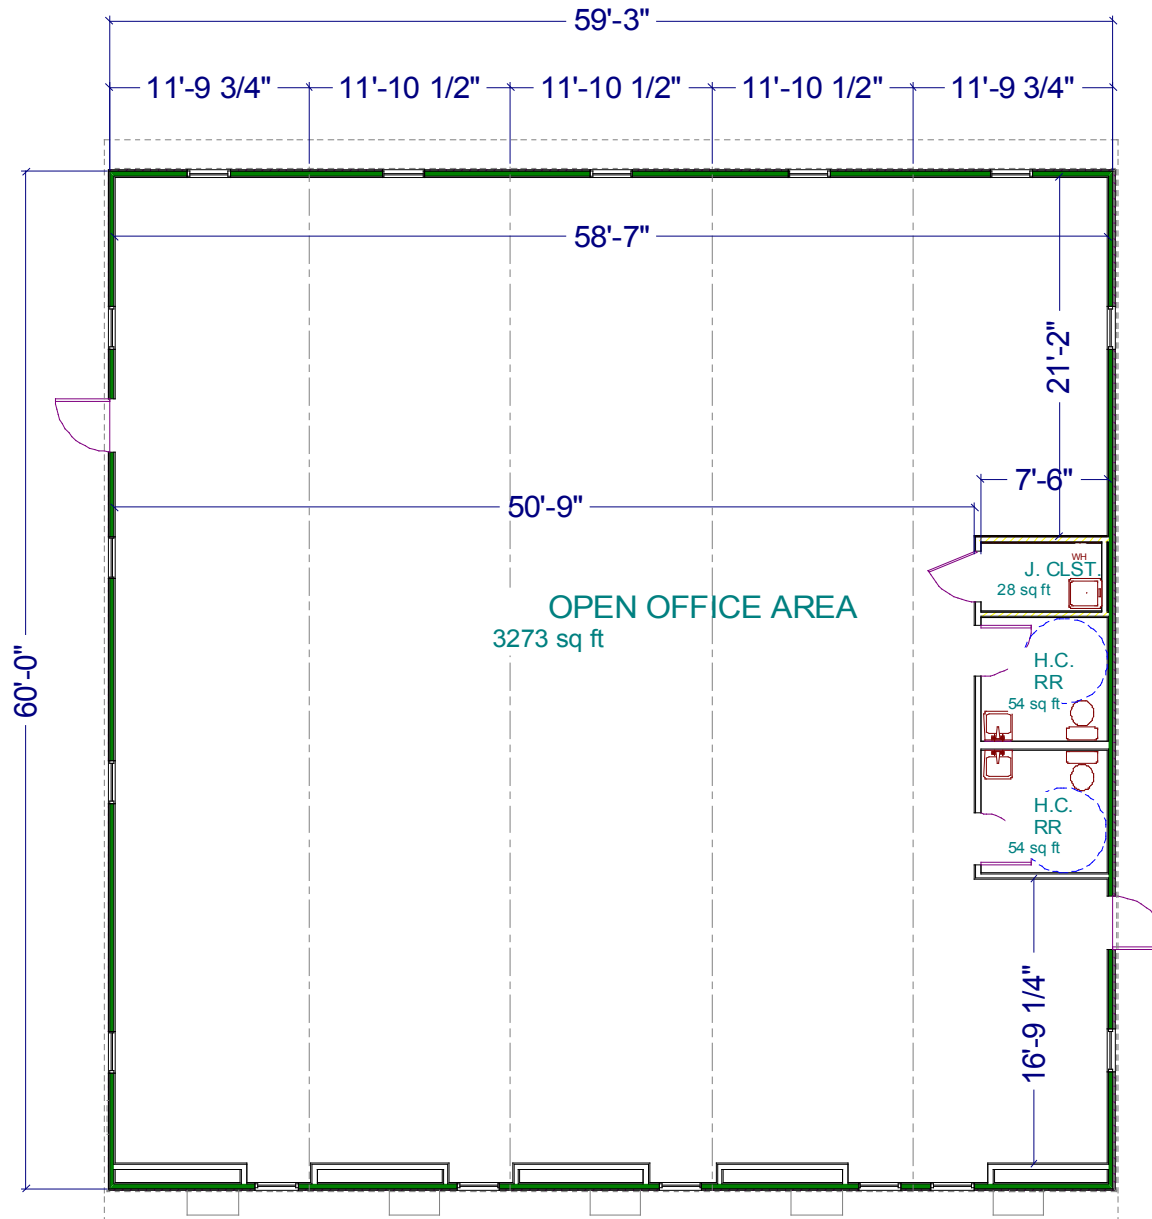 59'-3"
11'-9 3/4" 11'-10 1/2" 11'-10 1/2" 11'-10 1/2" 11'-9 3/4"
58'-7"
21'-2"
7'-6"
50'-9"
WH
J. CLST.
28 sq ft
OPEN OFFICE AREA
3273 sq ft
60'-0"
H.C.
RR
54 sq ft
H.C.
RR
54 sq ft
16'-9 1/4"